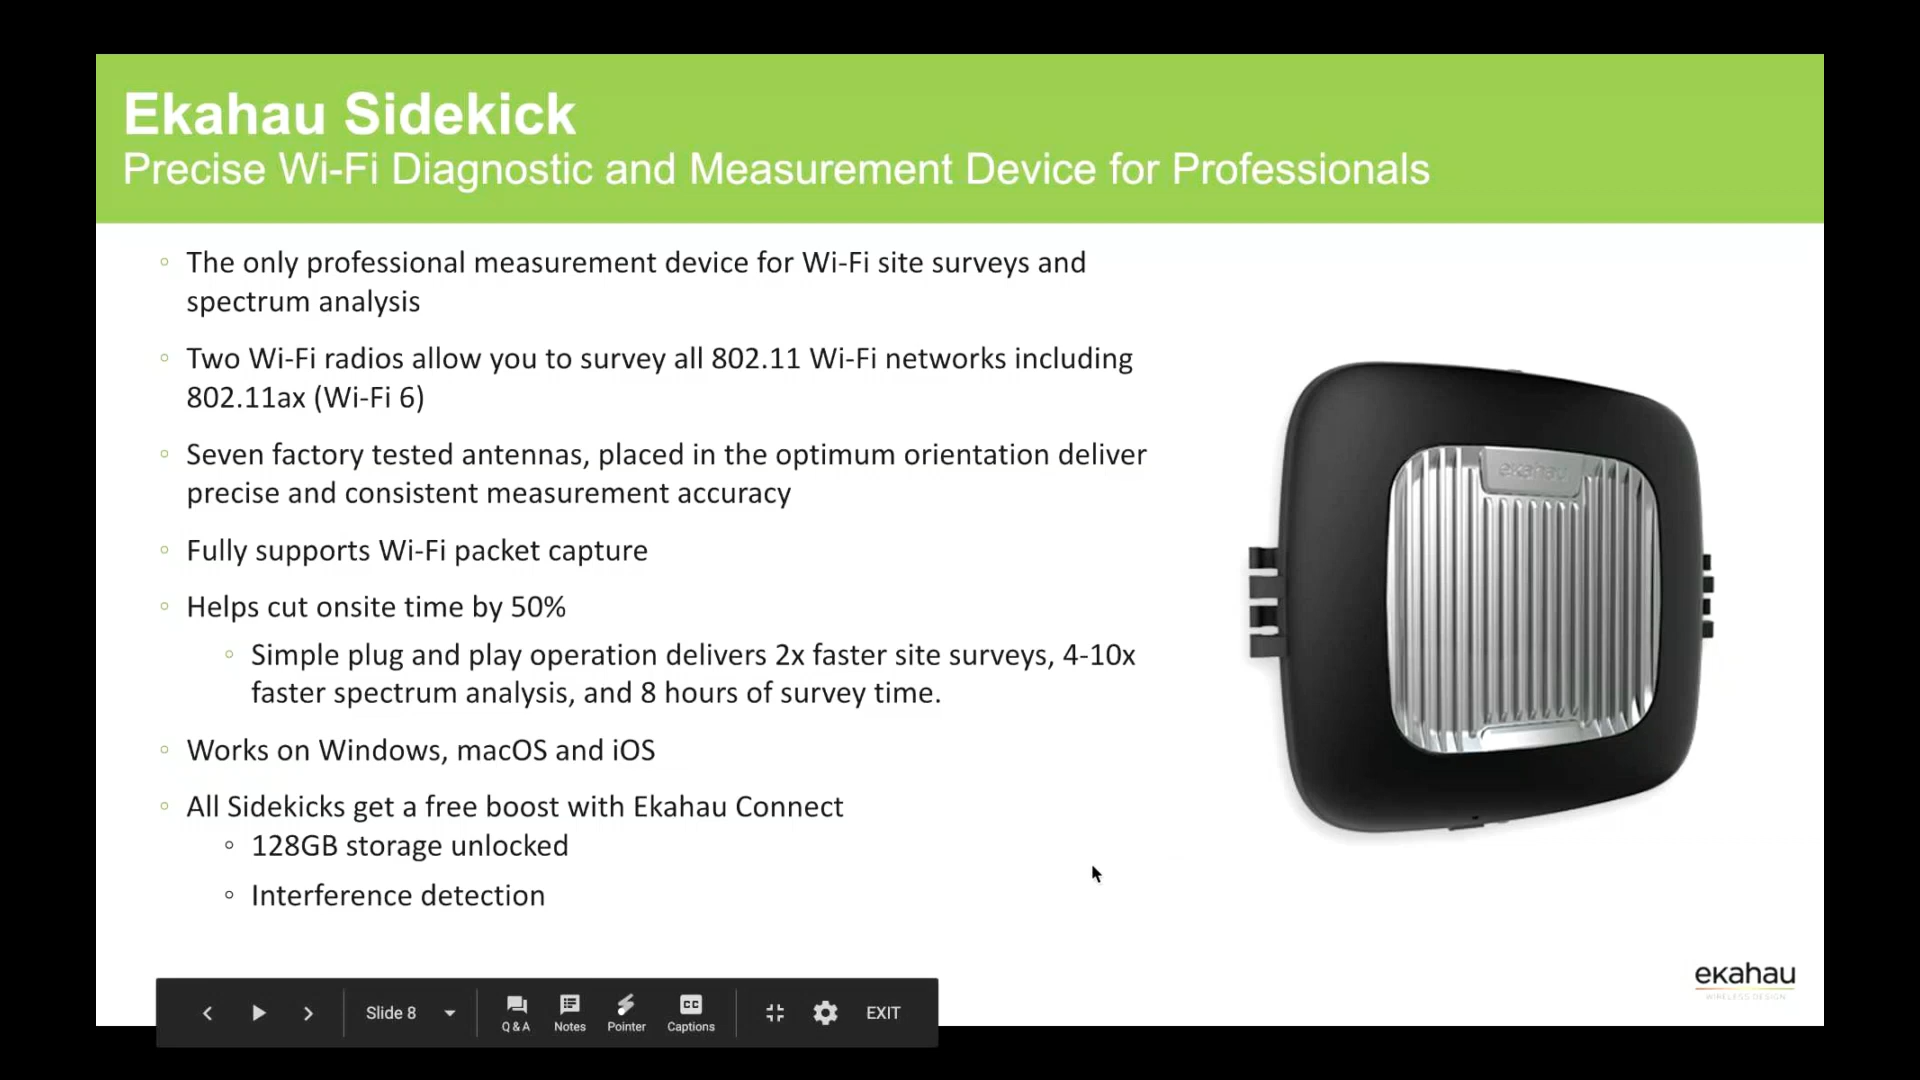 Ekahau Sidekick
Precise Wi-Fi Diagnostic and Measurement Device for Professionals
The only professional measurement device for Wi-Fi site surveys and
spectrum analysis
Two Wi-Fi radios allow you to survey all 802.11 Wi-Fi networks including
802.11ax (Wi-Fi 6)
Seven factory tested antennas, placed in the optimum orientation deliver
precise and consistent measurement accuracy
Fully supports Wi-Fi packet capture
Helps cut onsite time by 50%
Simple plug and play operation delivers 2x faster site surveys, 4-10x
faster spectrum analysis, and 8 hours of survey time.
Works on Windows, macOS and iOS
All Sidekicks get a free boost with Ekahau Connect
128GB storage unlocked
Interference detection
ekahau
ekahau
WIRELESS DESIGN
Slide 8
Q&A
Notes
CC
Pointer
Captions
EXIT